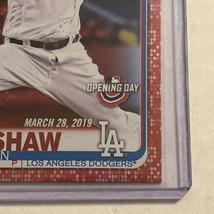 OPENING DAY
MARCH 28, 2019
LA
SHAW
N
P | LOS ANGELES DODGERS